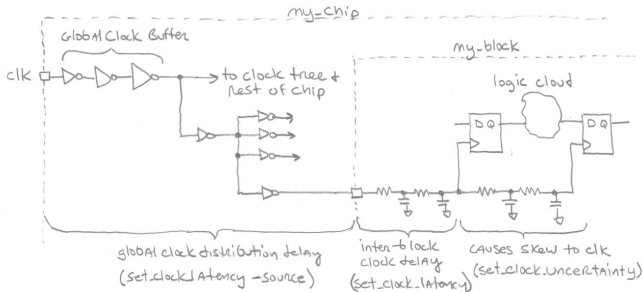 my_chip
Global Clock Buffer
my_block
clk
to clock tree &
rest of chip
logic cloud
D Q
D Q
global clock distribution delay
(set_clock_latency -source)
inter-block
clock delay
(set_clock_latency)
causes skew to clk
(set_clock_uncertainty)